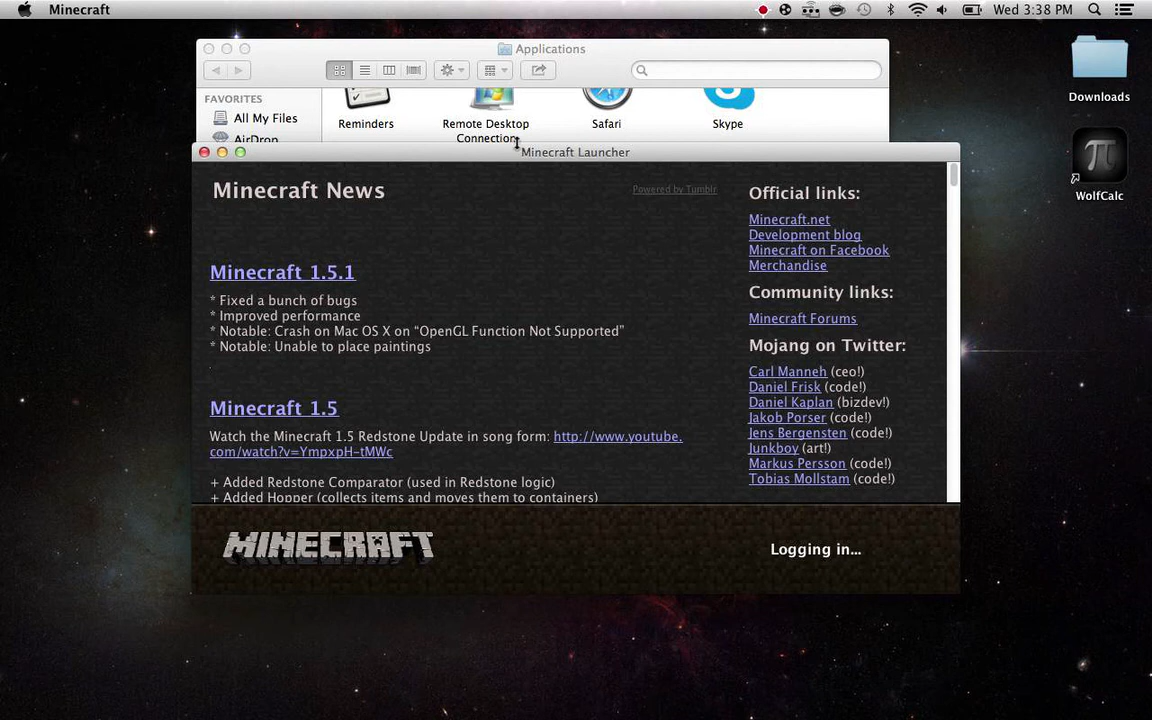 Minecraft
Wed 3:38 PM
Applications
FAVORITES
All My Files
AirDrop
Reminders
Remote Desktop
Connection
Safari
Skype
Downloads
WolfCalc
Minecraft Launcher
Minecraft News
Powered by Tumblr
Minecraft 1.5.1
* Fixed a bunch of bugs
* Improved performance
* Notable: Crash on Mac OS X on “OpenGL Function Not Supported”
* Notable: Unable to place paintings
Minecraft 1.5
Watch the Minecraft 1.5 Redstone Update in song form: http://www.youtube.
com/watch?v=YmpxpH-tMWc
+ Added Redstone Comparator (used in Redstone logic)
+ Added Hopper (collects items and moves them to containers)
Official links:
Minecraft.net
Development blog
Minecraft on Facebook
Merchandise
Community links:
Minecraft Forums
Mojang on Twitter:
Carl Manneh (ceo!)
Daniel Frisk (code!)
Daniel Kaplan (bizdev!)
Jakob Porser (code!)
Jens Bergensten (code!)
Junkboy (art!)
Markus Persson (code!)
Tobias Mollstam (code!)
MINECRAFT
Logging in...